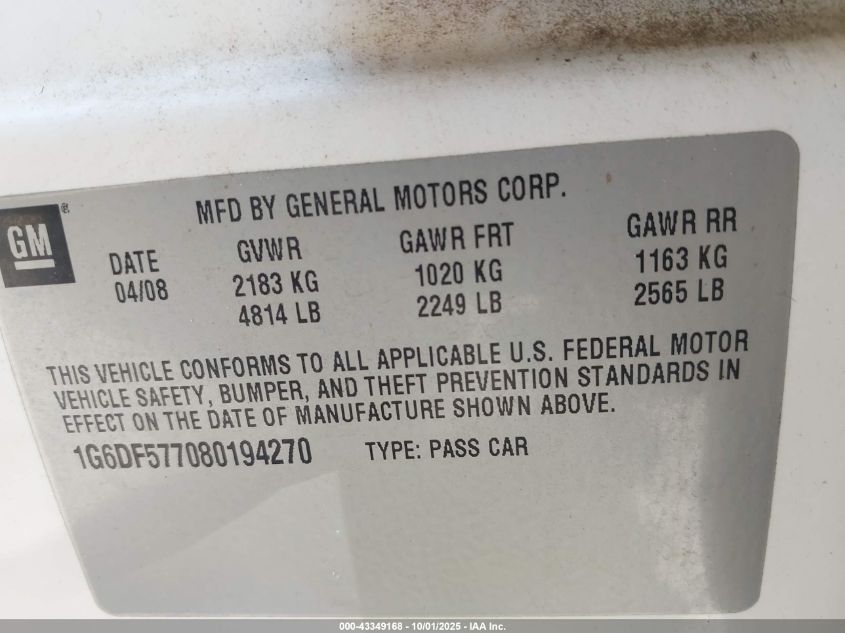 MFD BY GENERAL MOTORS CORP.
GM®
DATE GVWR GAWR FRT GAWR RR
04/08 2183 KG 1020 KG 1163 KG
4814 LB 2249 LB 2565 LB
THIS VEHICLE CONFORMS TO ALL APPLICABLE U.S. FEDERAL MOTOR
VEHICLE SAFETY, BUMPER, AND THEFT PREVENTION STANDARDS IN
EFFECT ON THE DATE OF MANUFACTURE SHOWN ABOVE.
1G6DF577080194270 TYPE: PASS CAR
000-43349168 - 10/01/2025 - IAA Inc.